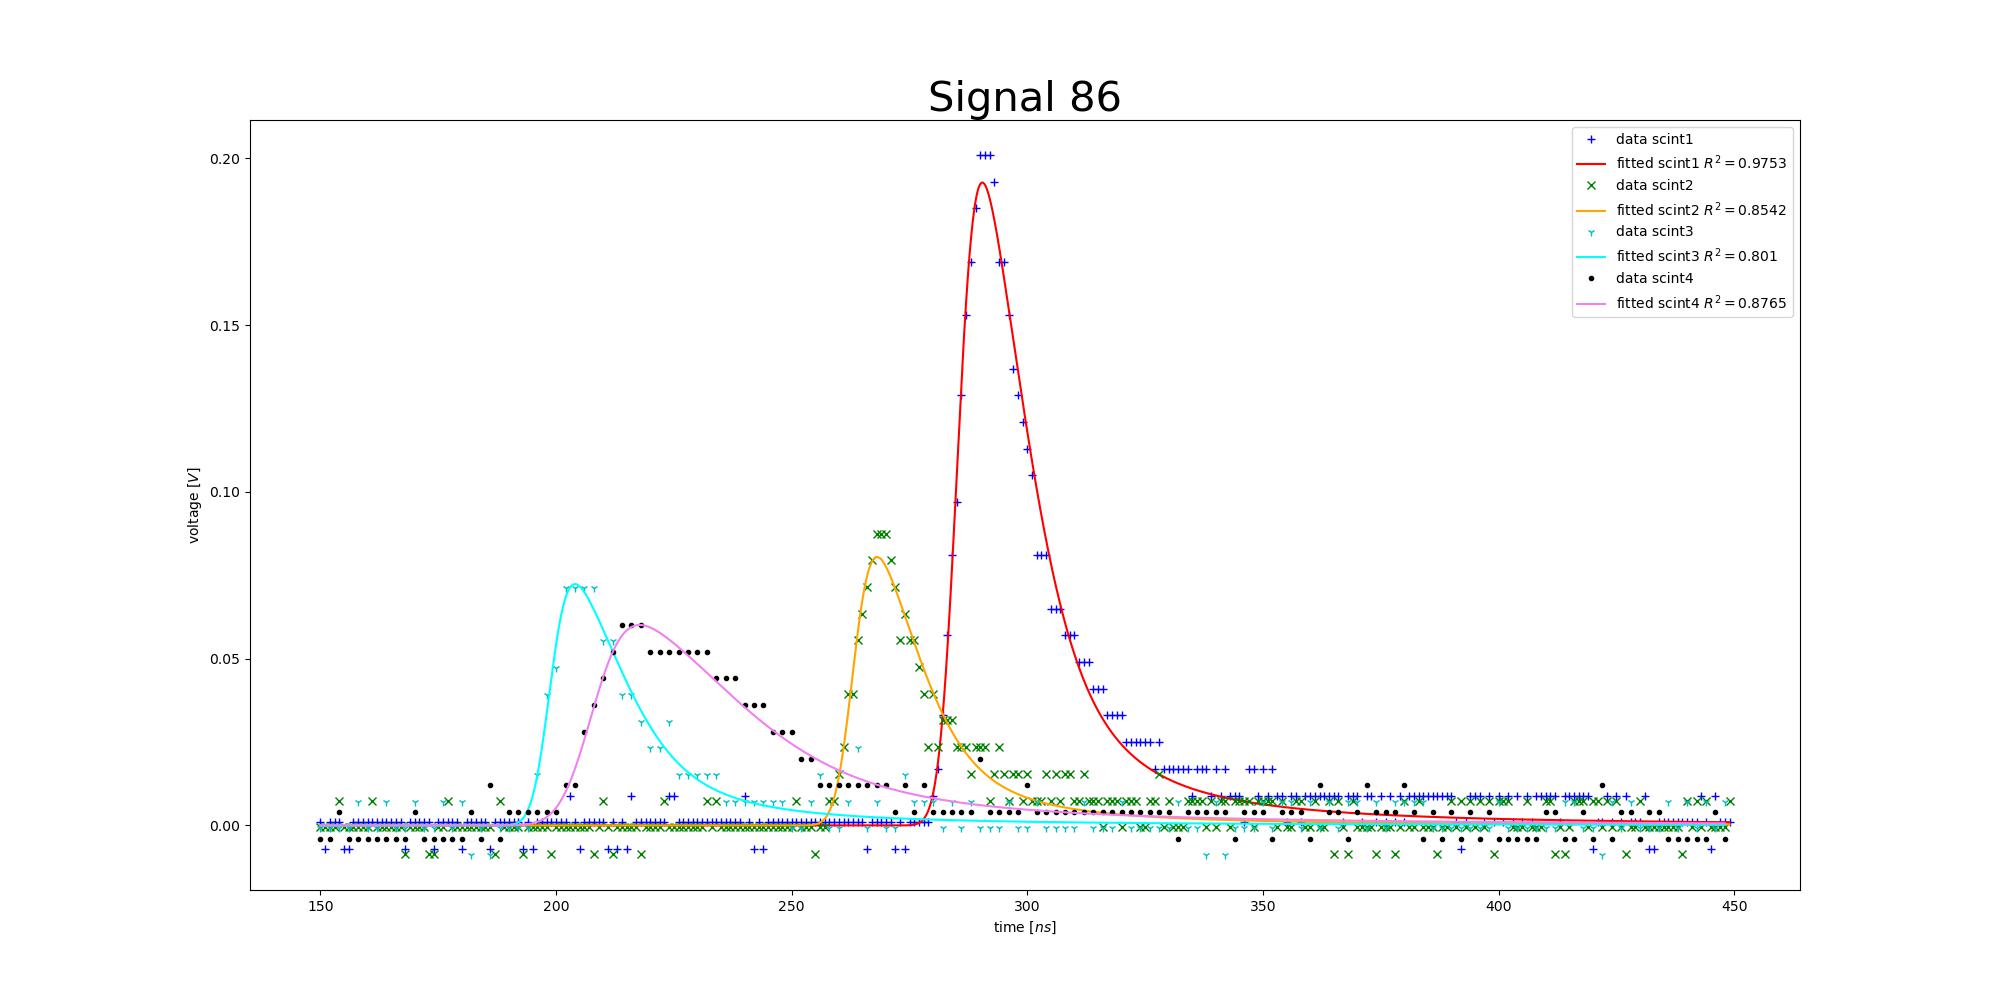 Signal 86
data scint1
fitted scint1 R² = 0.9753
data scint2
fitted scint2 R² = 0.8542
data scint3
fitted scint3 R² = 0.801
data scint4
fitted scint4 R² = 0.8765
voltage [V]
0.20
0.15
0.10
0.05
0.00
150 200 250 300 350 400 450
time [ns]